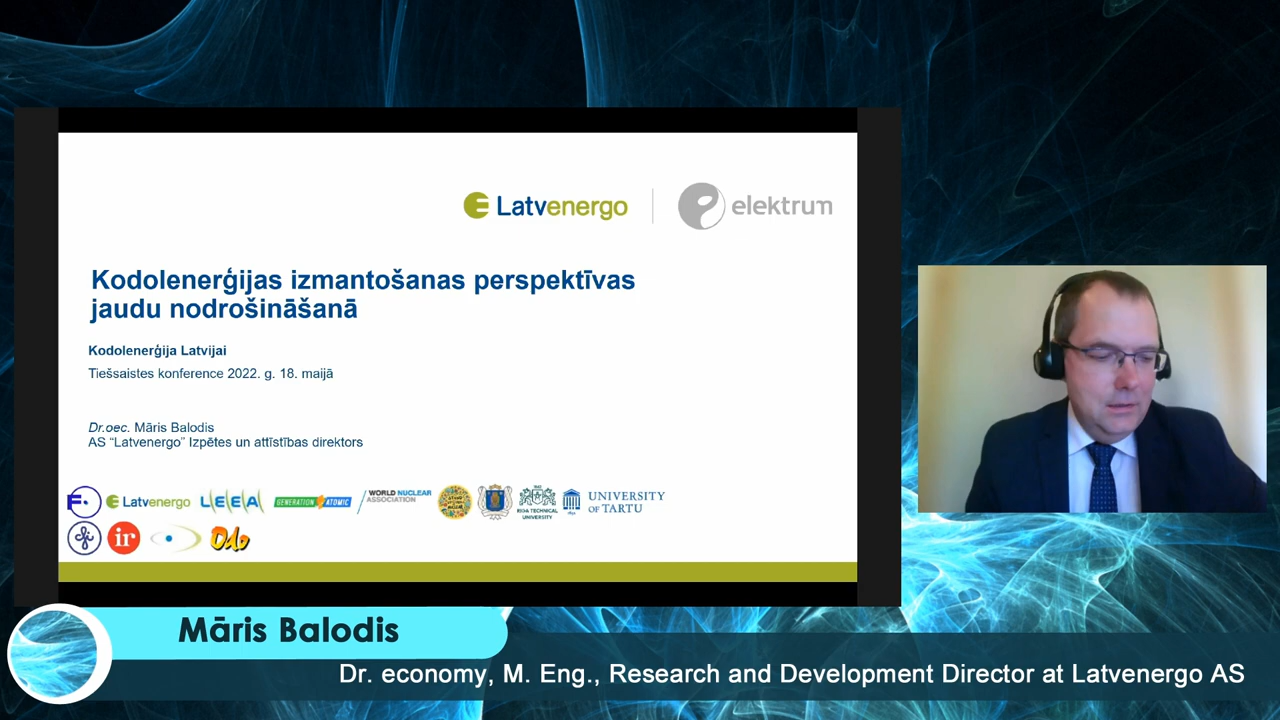 Latvenergo
elektrum
Kodolenerģijas izmantošanas perspektīvas
jaudu nodrošināšanā
Kodolenerģija Latvijai
Tiešsaistes konference 2022. g. 18. maijā
Dr.oec. Māris Balodis
AS “Latvenergo” Izpētes un attīstības direktors
F
Latvenergo
LEEA
GENERATION ATOMIC
WORLD NUCLEAR
ASSOCIATION
RIGA TECHNICAL
UNIVERSITY
UNIVERSITY
OF TARTU
ir
Odo
Māris Balodis
Dr. economy, M. Eng., Research and Development Director at Latvenergo AS